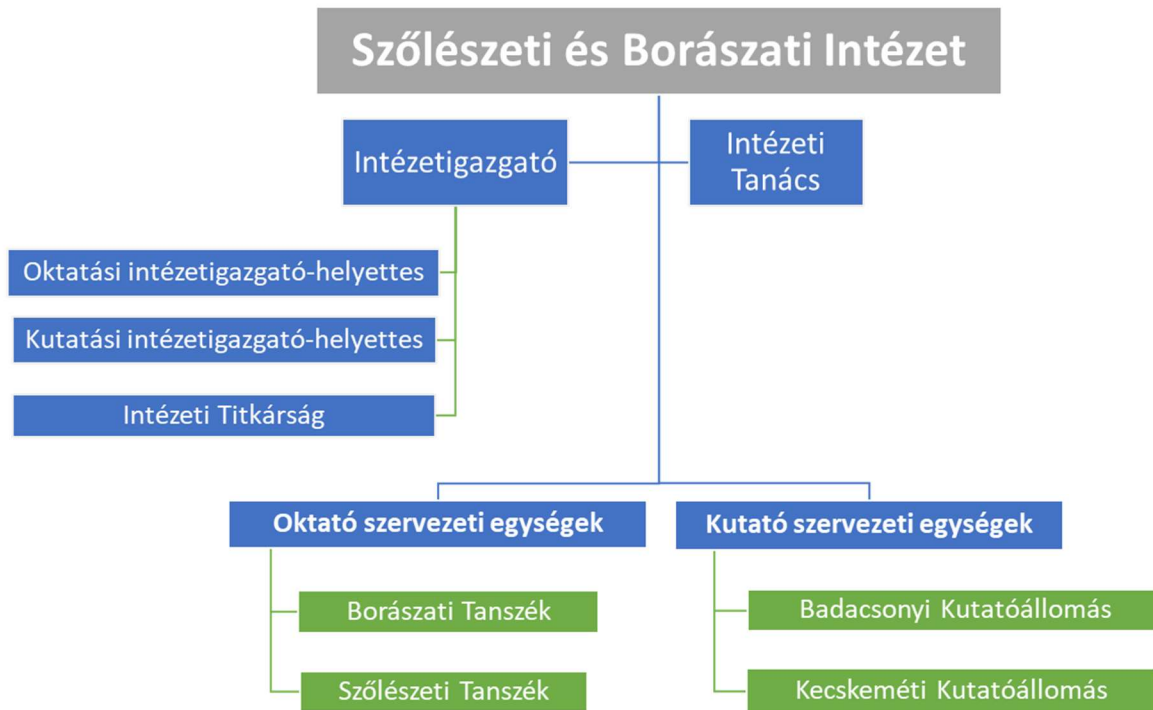 Szőlészeti és Borászati Intézet
Intézetigazgató
Intézeti
Tanács
Oktatási intézetigazgató-helyettes
Kutatási intézetigazgató-helyettes
Intézeti Titkárság
Oktató szervezeti egységek
Kutató szervezeti egységek
Borászati Tanszék
Badacsonyi Kutatóállomás
Szőlészeti Tanszék
Kecskeméti Kutatóállomás